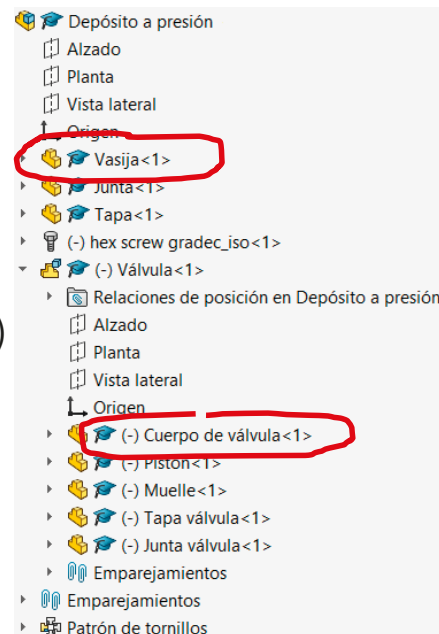 Depósito a presión
Alzado
Planta
Vista lateral
Origen
Vasija<1>
Junta<1>
Tapa<1>
(-) hex screw gradec_iso<1>
(-) Válvula<1>
Relaciones de posición en Depósito a presión
Alzado
)
Planta
Vista lateral
Origen
(-) Cuerpo de válvula<1>
(-) Pistón<1>
(-) Muelle<1>
(-) Tapa válvula<1>
(-) Junta válvula<1>
Emparejamientos
Emparejamientos
Patrón de tornillos